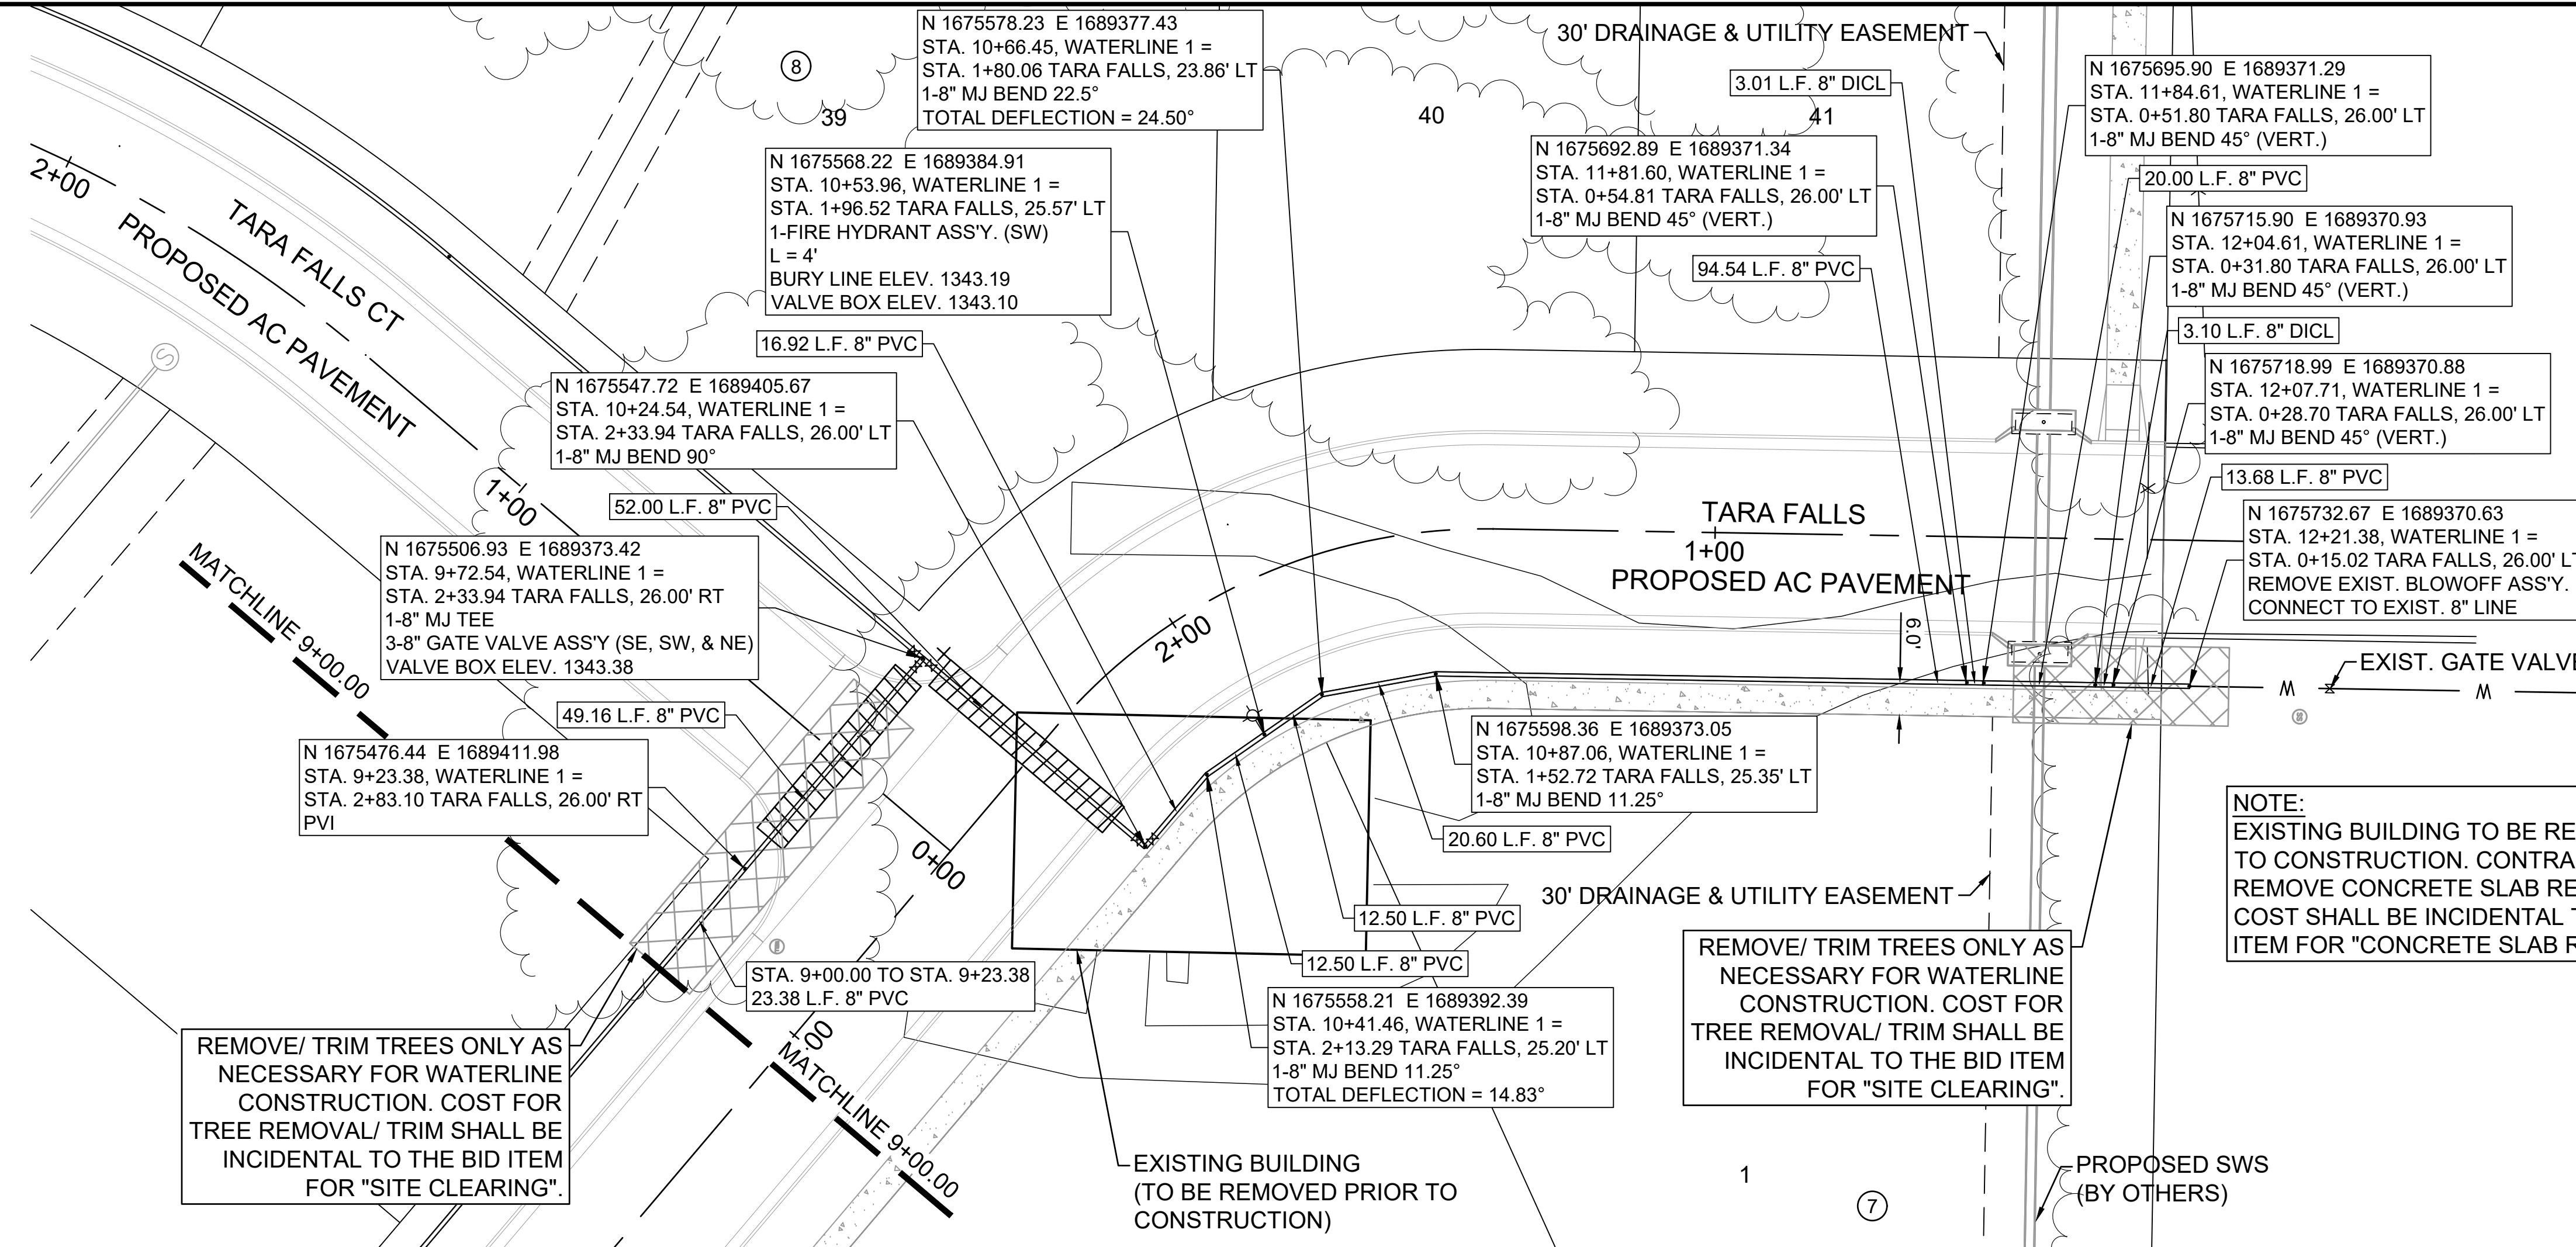 N 1675578.23 E 1689377.43
STA. 10+66.45, WATERLINE 1 =
STA. 1+80.06 TARA FALLS, 23.86' LT
1-8" MJ BEND 22.5°
TOTAL DEFLECTION = 24.50°
30' DRAINAGE & UTILITY EASEMENT
8
39
40
41
3.01 L.F. 8" DICL
N 1675695.90 E 1689371.29
STA. 11+84.61, WATERLINE 1 =
STA. 0+51.80 TARA FALLS, 26.00' LT
1-8" MJ BEND 45° (VERT.)
N 1675568.22 E 1689384.91
STA. 10+53.96, WATERLINE 1 =
STA. 1+96.52 TARA FALLS, 25.57' LT
1-FIRE HYDRANT ASS'Y. (SW)
L = 4'
BURY LINE ELEV. 1343.19
VALVE BOX ELEV. 1343.10
N 1675692.89 E 1689371.34
STA. 11+81.60, WATERLINE 1 =
STA. 0+54.81 TARA FALLS, 26.00' LT
1-8" MJ BEND 45° (VERT.)
20.00 L.F. 8" PVC
N 1675715.90 E 1689370.93
STA. 12+04.61, WATERLINE 1 =
STA. 0+31.80 TARA FALLS, 26.00' LT
1-8" MJ BEND 45° (VERT.)
2+00
TARA FALLS CT
PROPOSED AC PAVEMENT
94.54 L.F. 8" PVC
3.10 L.F. 8" DICL
16.92 L.F. 8" PVC
S
N 1675718.99 E 1689370.88
STA. 12+07.71, WATERLINE 1 =
STA. 0+28.70 TARA FALLS, 26.00' LT
1-8" MJ BEND 45° (VERT.)
N 1675547.72 E 1689405.67
STA. 10+24.54, WATERLINE 1 =
STA. 2+33.94 TARA FALLS, 26.00' LT
1-8" MJ BEND 90°
13.68 L.F. 8" PVC
1+00
52.00 L.F. 8" PVC
TARA FALLS
1+00
PROPOSED AC PAVEMENT
N 1675732.67 E 1689370.63
STA. 12+21.38, WATERLINE 1 =
STA. 0+15.02 TARA FALLS, 26.00' LT
REMOVE EXIST. BLOWOFF ASS'Y.
CONNECT TO EXIST. 8" LINE
N 1675506.93 E 1689373.42
STA. 9+72.54, WATERLINE 1 =
STA. 2+33.94 TARA FALLS, 26.00' RT
1-8" MJ TEE
3-8" GATE VALVE ASS'Y (SE, SW, & NE)
VALVE BOX ELEV. 1343.38
MATCHLINE 9+00.00
2+00
6.0'
EXIST. GATE VALVE
W
W
49.16 L.F. 8" PVC
N 1675476.44 E 1689411.98
STA. 9+23.38, WATERLINE 1 =
STA. 2+83.10 TARA FALLS, 26.00' RT
PVI
N 1675598.36 E 1689373.05
STA. 10+87.06, WATERLINE 1 =
STA. 1+52.72 TARA FALLS, 25.35' LT
1-8" MJ BEND 11.25°
20.60 L.F. 8" PVC
0+00
NOTE:
EXISTING BUILDING TO BE RE
TO CONSTRUCTION. CONTRA
REMOVE CONCRETE SLAB RE
COST SHALL BE INCIDENTAL T
ITEM FOR "CONCRETE SLAB R
30' DRAINAGE & UTILITY EASEMENT
12.50 L.F. 8" PVC
12.50 L.F. 8" PVC
STA. 9+00.00 TO STA. 9+23.38
23.38 L.F. 8" PVC
REMOVE/ TRIM TREES ONLY AS
NECESSARY FOR WATERLINE
CONSTRUCTION. COST FOR
TREE REMOVAL/ TRIM SHALL BE
INCIDENTAL TO THE BID ITEM
FOR "SITE CLEARING".
N 1675558.21 E 1689392.39
STA. 10+41.46, WATERLINE 1 =
STA. 2+13.29 TARA FALLS, 25.20' LT
1-8" MJ BEND 11.25°
TOTAL DEFLECTION = 14.83°
REMOVE/ TRIM TREES ONLY AS
NECESSARY FOR WATERLINE
CONSTRUCTION. COST FOR
TREE REMOVAL/ TRIM SHALL BE
INCIDENTAL TO THE BID ITEM
FOR "SITE CLEARING".
MATCHLINE 9+00.00
EXISTING BUILDING
(TO BE REMOVED PRIOR TO
CONSTRUCTION)
1
7
PROPOSED SWS
(BY OTHERS)